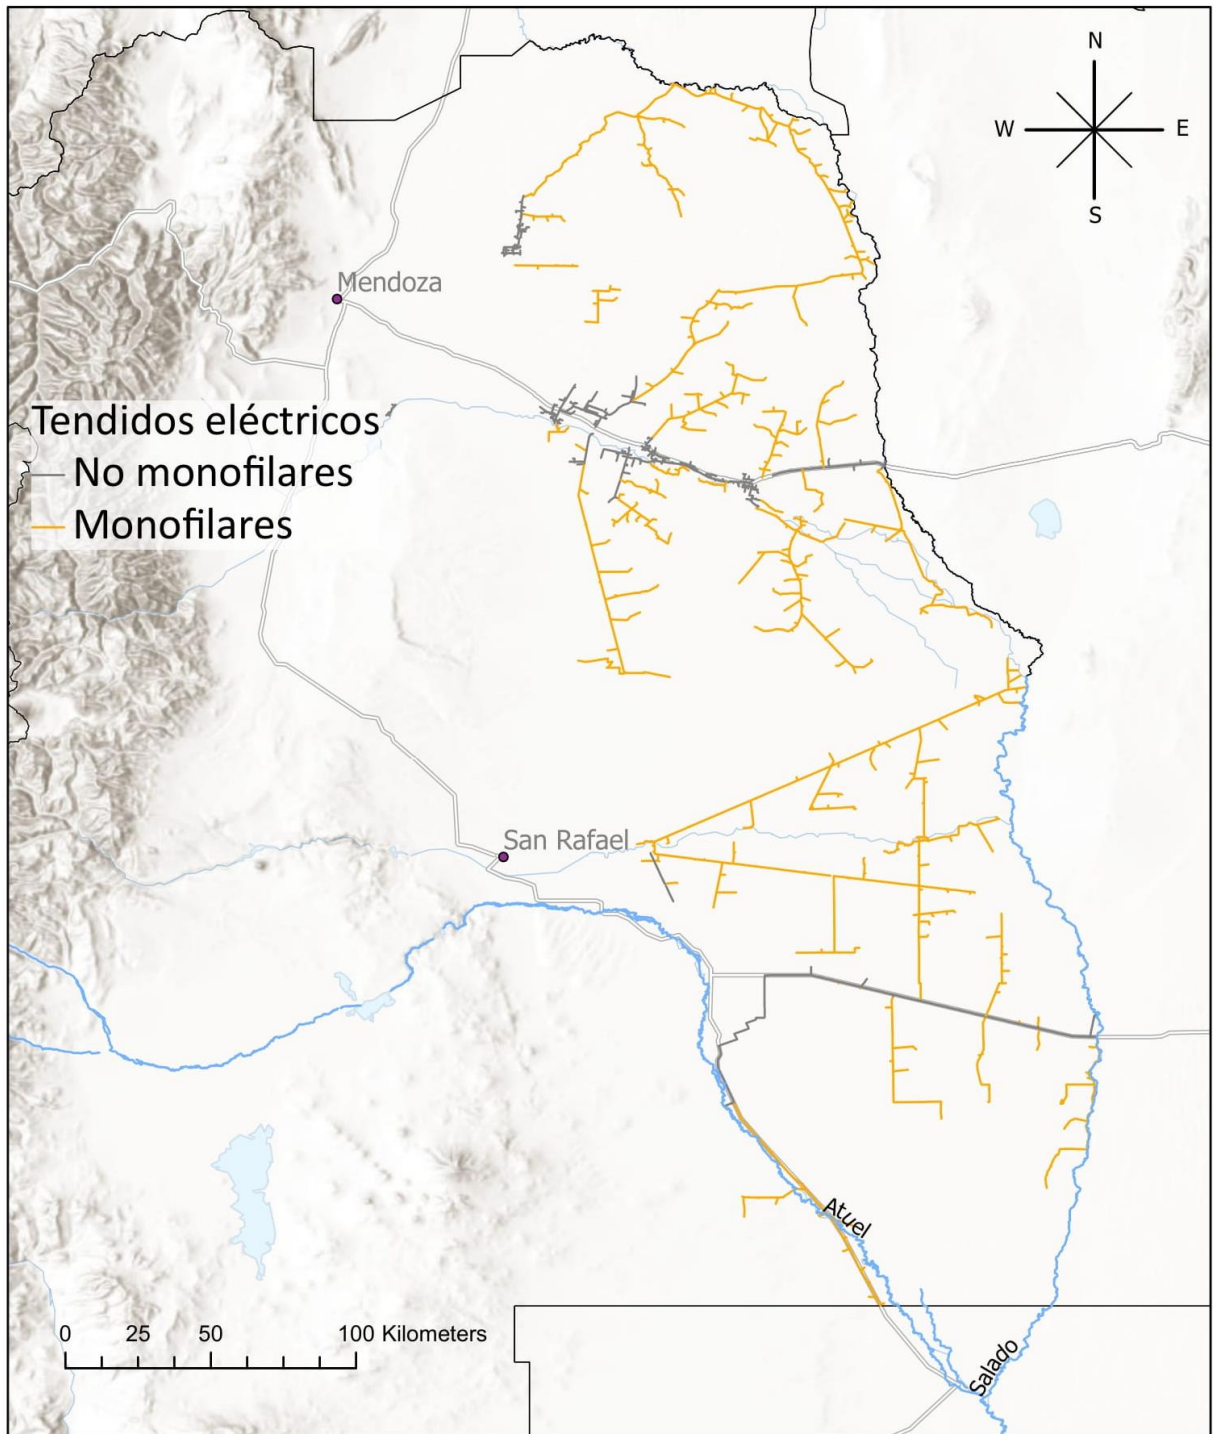 N
W E
S
Mendoza
Tendidos eléctricos
No monofilares
Monofilares
San Rafael
Atuel
0 25 50 100 Kilometers
Salado